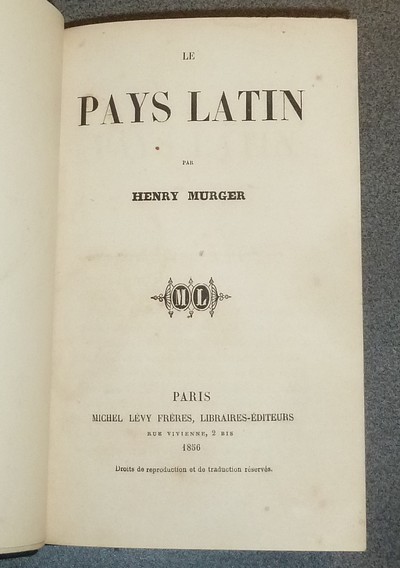 LE
PAYS LATIN
PAR
HENRY MURGER
M L
PARIS
MICHEL LÉVY FRÈRES, LIBRAIRES-ÉDITEURS
RUE VIVIENNE, 2 BIS
1856
Droits de reproduction et de traduction réservés.